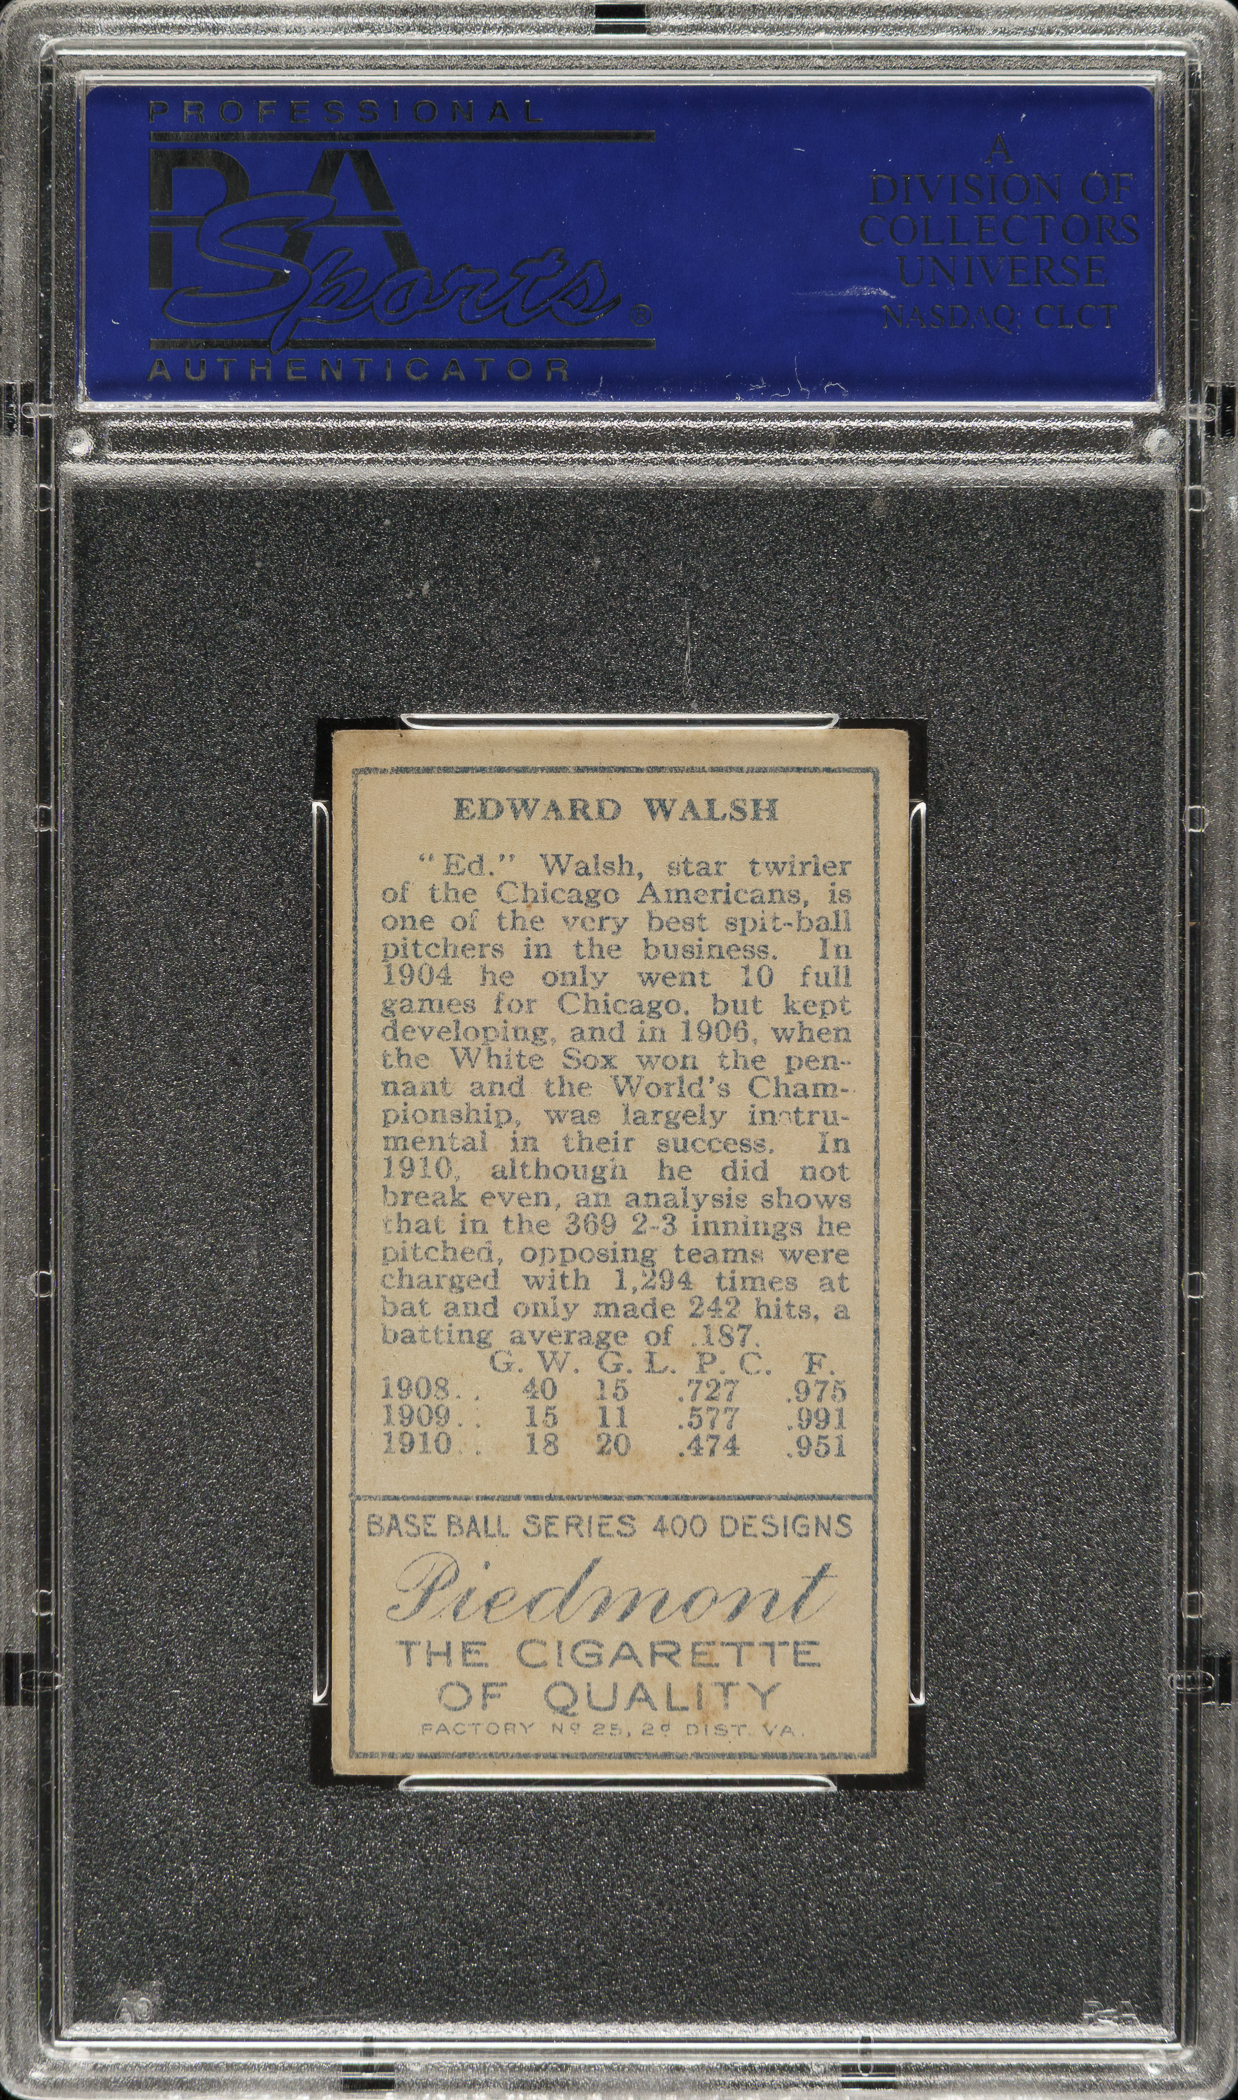 PROFESSIONAL
PSA
Sports®
AUTHENTICATOR
A
DIVISION OF
COLLECTORS
UNIVERSE
NASDAQ: CLCT
EDWARD WALSH
"Ed." Walsh, star twirler
of the Chicago Americans, is
one of the very best spit-ball
pitchers in the business. In
1904 he only went 10 full
games for Chicago, but kept
developing, and in 1906, when
the White Sox won the pen-
nant and the World's Cham-
pionship, was largely instru-
mental in their success. In
1910, although he did not
break even, an analysis shows
that in the 369 2-3 innings he
pitched, opposing teams were
charged with 1,294 times at
bat and only made 242 hits, a
batting average of .187.
G. W. G. L. P. C. F.
1908.. 40 15 .727 .975
1909.. 15 11 .577 .991
1910.. 18 20 .474 .951
BASE BALL SERIES 400 DESIGNS
Piedmont
THE CIGARETTE
OF QUALITY
FACTORY No 25, 2d DIST. VA.
PSA